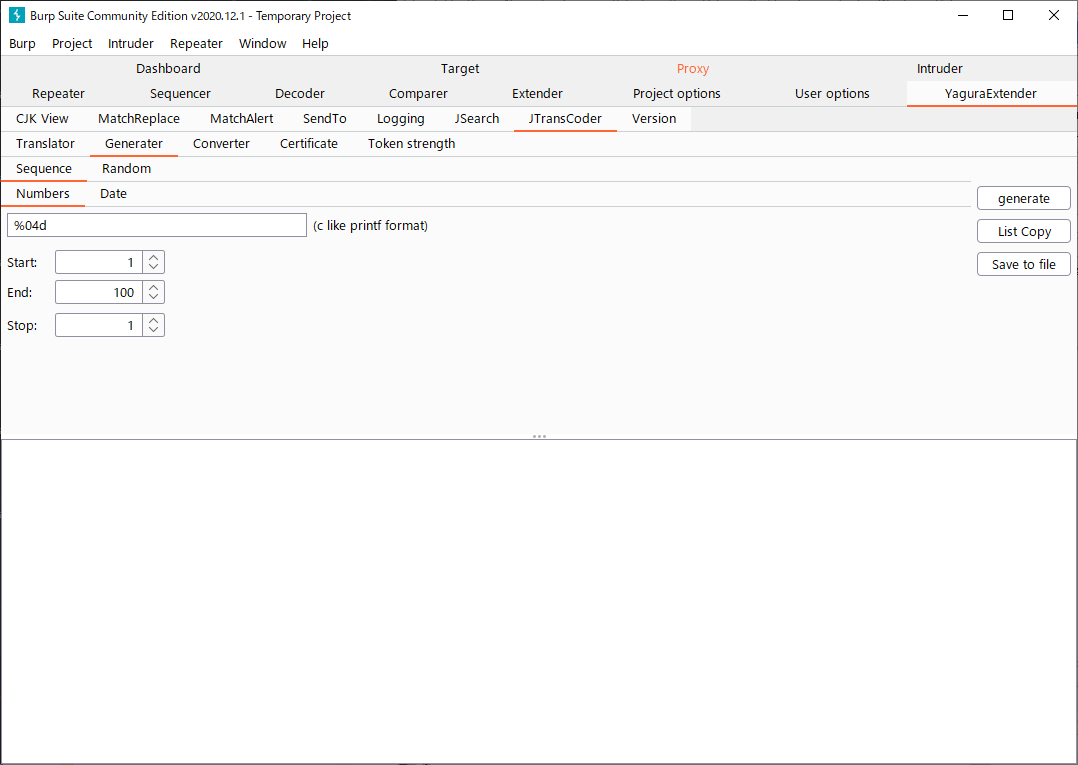 Burp Suite Community Edition v2020.12.1 - Temporary Project
Burp Project Intruder Repeater Window Help
Dashboard Target Proxy Intruder
Repeater Sequencer Decoder Comparer Extender Project options User options YaguraExtender
CJK View MatchReplace MatchAlert SendTo Logging JSearch JTransCoder Version
Translator Generater Converter Certificate Token strength
Sequence Random
Numbers Date
generate
%04d (c like printf format)
List Copy
Start: 1
Save to file
End: 100
Stop: 1